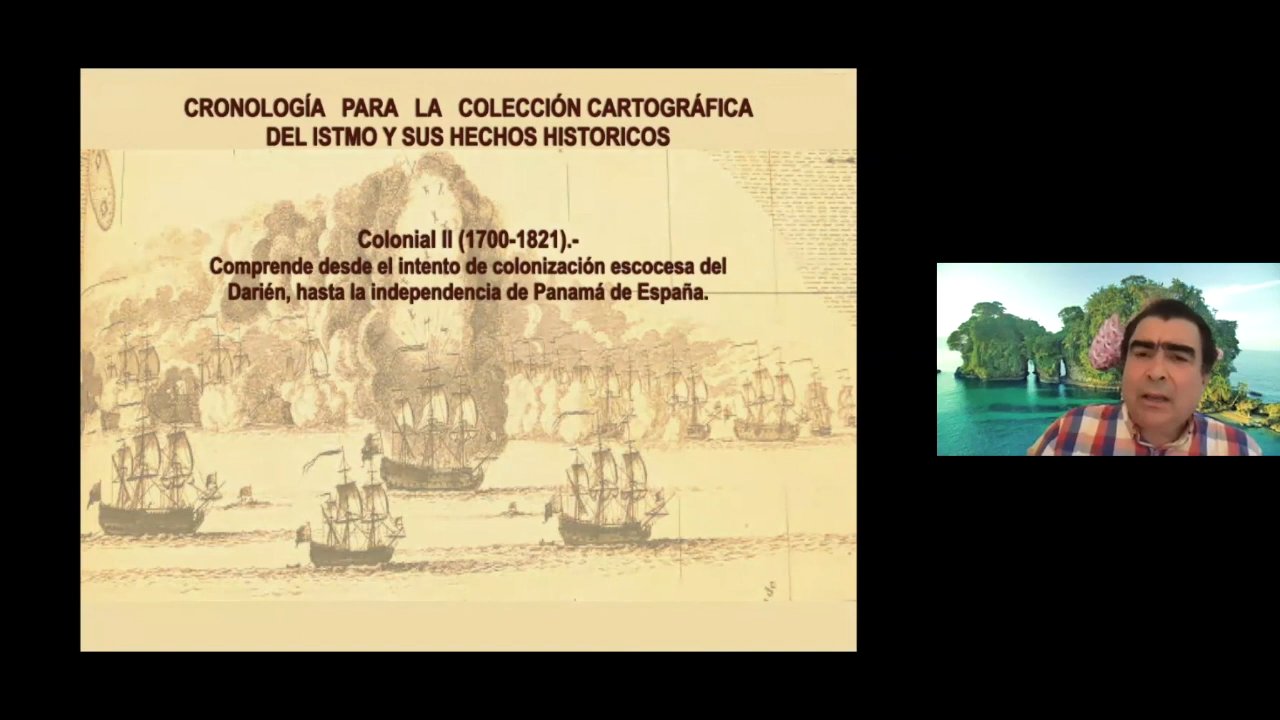 CRONOLOGÍA PARA LA COLECCIÓN CARTOGRÁFICA
DEL ISTMO Y SUS HECHOS HISTORICOS
Colonial II (1700-1821).-
Comprende desde el intento de colonización escocesa del
Darién, hasta la independencia de Panamá de España.